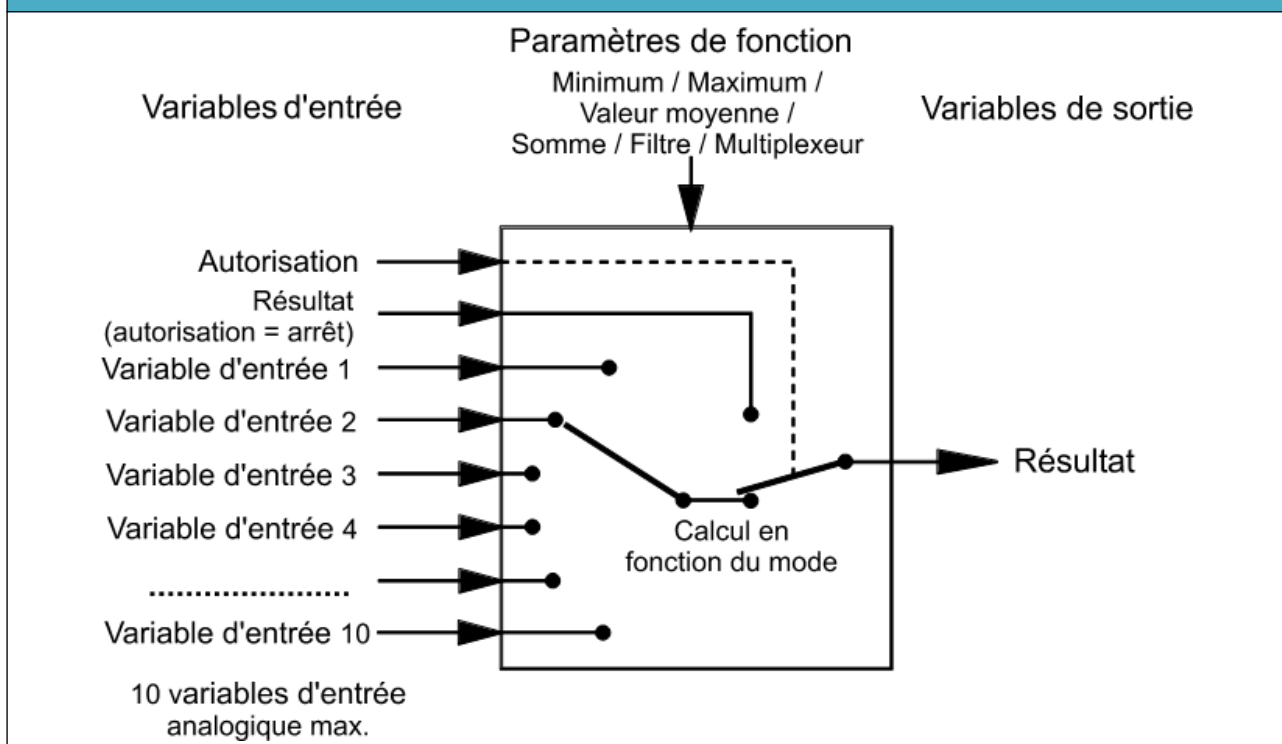 Paramètres de fonction
Minimum / Maximum /
Valeur moyenne /
Somme / Filtre / Multiplexeur
Variables d'entrée
Variables de sortie
Autorisation
Résultat
(autorisation = arrêt)
Variable d'entrée 1
Variable d'entrée 2
Variable d'entrée 3
Variable d'entrée 4
.....................
Variable d'entrée 10
10 variables d'entrée
analogique max.
Calcul en
fonction du mode
Résultat